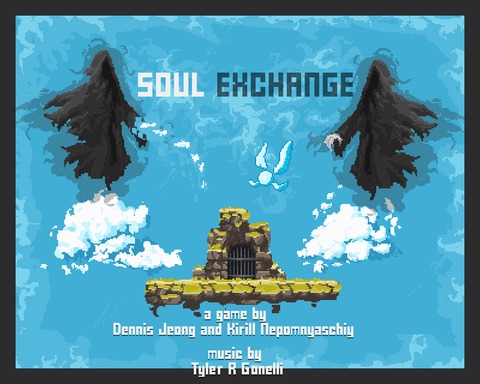 SOUL EXCHANGE
a game by
Dennis Jeong and Kirill Nepomnyaschiy
music by
Tyler R Gonelli